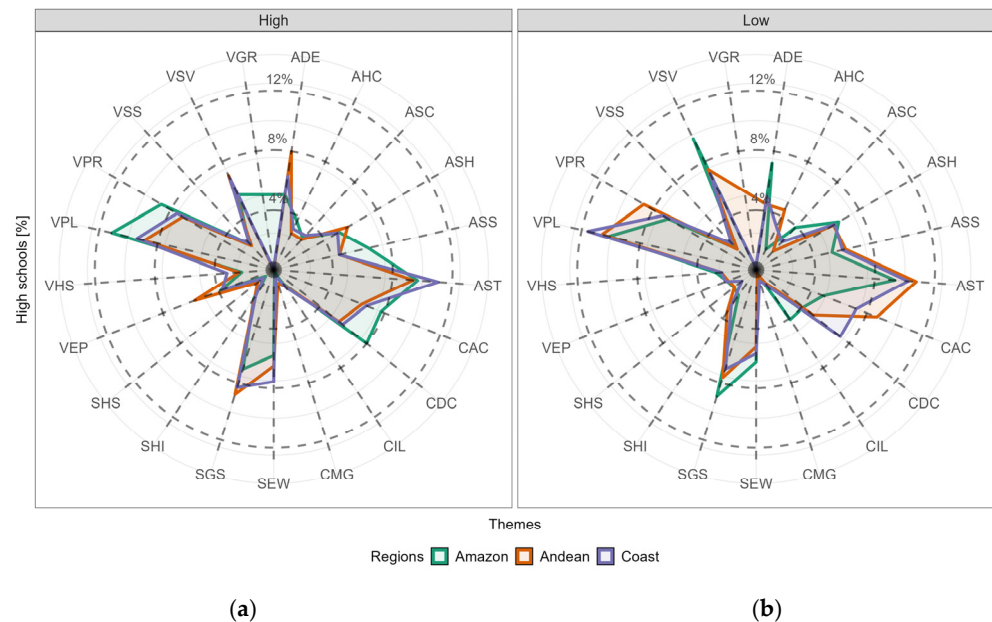 High Low
VGR ADE VGR ADE
VSV 12% AHC VSV 12% AHC
VSS ASC VSS ASC
8% 8%
VPR ASH VPR ASH
4% 4%
VPL ASS VPL ASS
VHS AST VHS AST
VEP CAC VEP CAC
SHS CDC SHS CDC
SHI CIL SHI CIL
SGS SEW CMG SGS SEW CMG
High schools [%]
Themes
Regions Amazon Andean Coast
(a) (b)